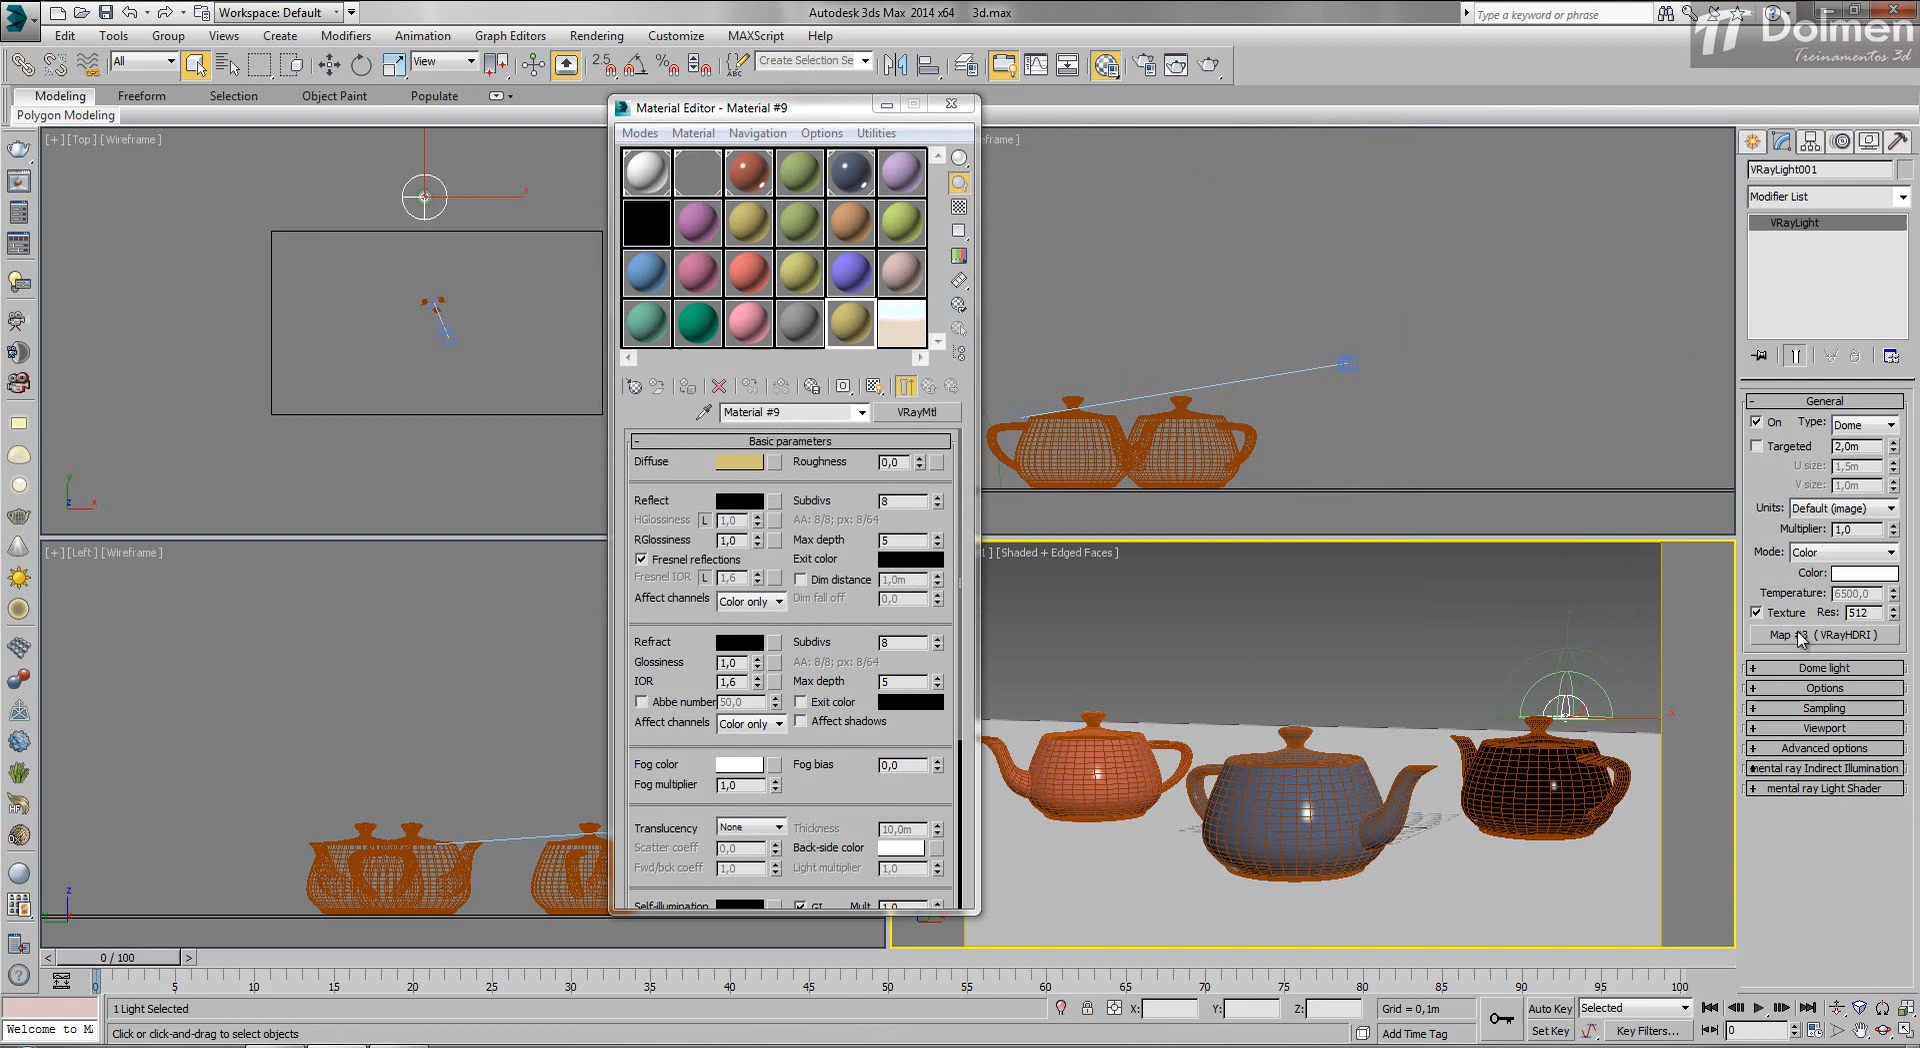 Workspace: Default
Autodesk 3ds Max 2014 x64 3d.max
Type a keyword or phrase
Dolmen
Treinamentos 3d
Edit Tools Group Views Create Modifiers Animation Graph Editors Rendering Customize MAXScript Help
All
View
2.5
Create Selection Se
Modeling Freeform Selection Object Paint Populate
Polygon Modeling
[+] [Top] [Wireframe]
Material Editor - Material #9
Modes Material Navigation Options Utilities
Material #9 VRayMtl
- Basic parameters
Diffuse Roughness 0,0
Reflect Subdivs 8
HGlossiness L 1,0 AA: 8/8; px: 8/64
RGlossiness 1,0 Max depth 5
Fresnel reflections Exit color
Fresnel IOR L 1,6 Dim distance 1,0m
Affect channels Color only Dim fall off 0,0
Refract Subdivs 8
Glossiness 1,0 AA: 8/8; px: 8/64
IOR 1,6 Max depth 5
Abbe number 50,0 Exit color
Affect channels Color only Affect shadows
Fog color Fog bias 0,0
Fog multiplier 1,0
Translucency None Thickness 10,0m
Scatter coeff 0,0 Back-side color
Fwd/bck coeff 1,0 Light multiplier 1,0
Self-illumination GI Mult 1,0
eframe]
[+] [Left] [Wireframe]
1] [Shaded + Edged Faces]
VRayLight001
Modifier List
VRayLight
- General
On Type: Dome
Targeted 2,0m
U size: 1,5m
V size: 1,0m
Units: Default (image)
Multiplier: 1,0
Mode: Color
Color:
Temperature: 6500,0
Texture Res: 512
Map #3 ( VRayHDRI )
+ Dome light
+ Options
+ Sampling
+ Viewport
+ Advanced options
mental ray Indirect Illumination
+ mental ray Light Shader
< 0 / 100 >
0 5 10 15 20 25 30 35 40 45 50 55 60 65 70 75 80 85 90 95 100
1 Light Selected X: Y: Z: Grid = 0,1m Auto Key Selected
Welcome to MA Click or click-and-drag to select objects Add Time Tag Set Key Key Filters... 0